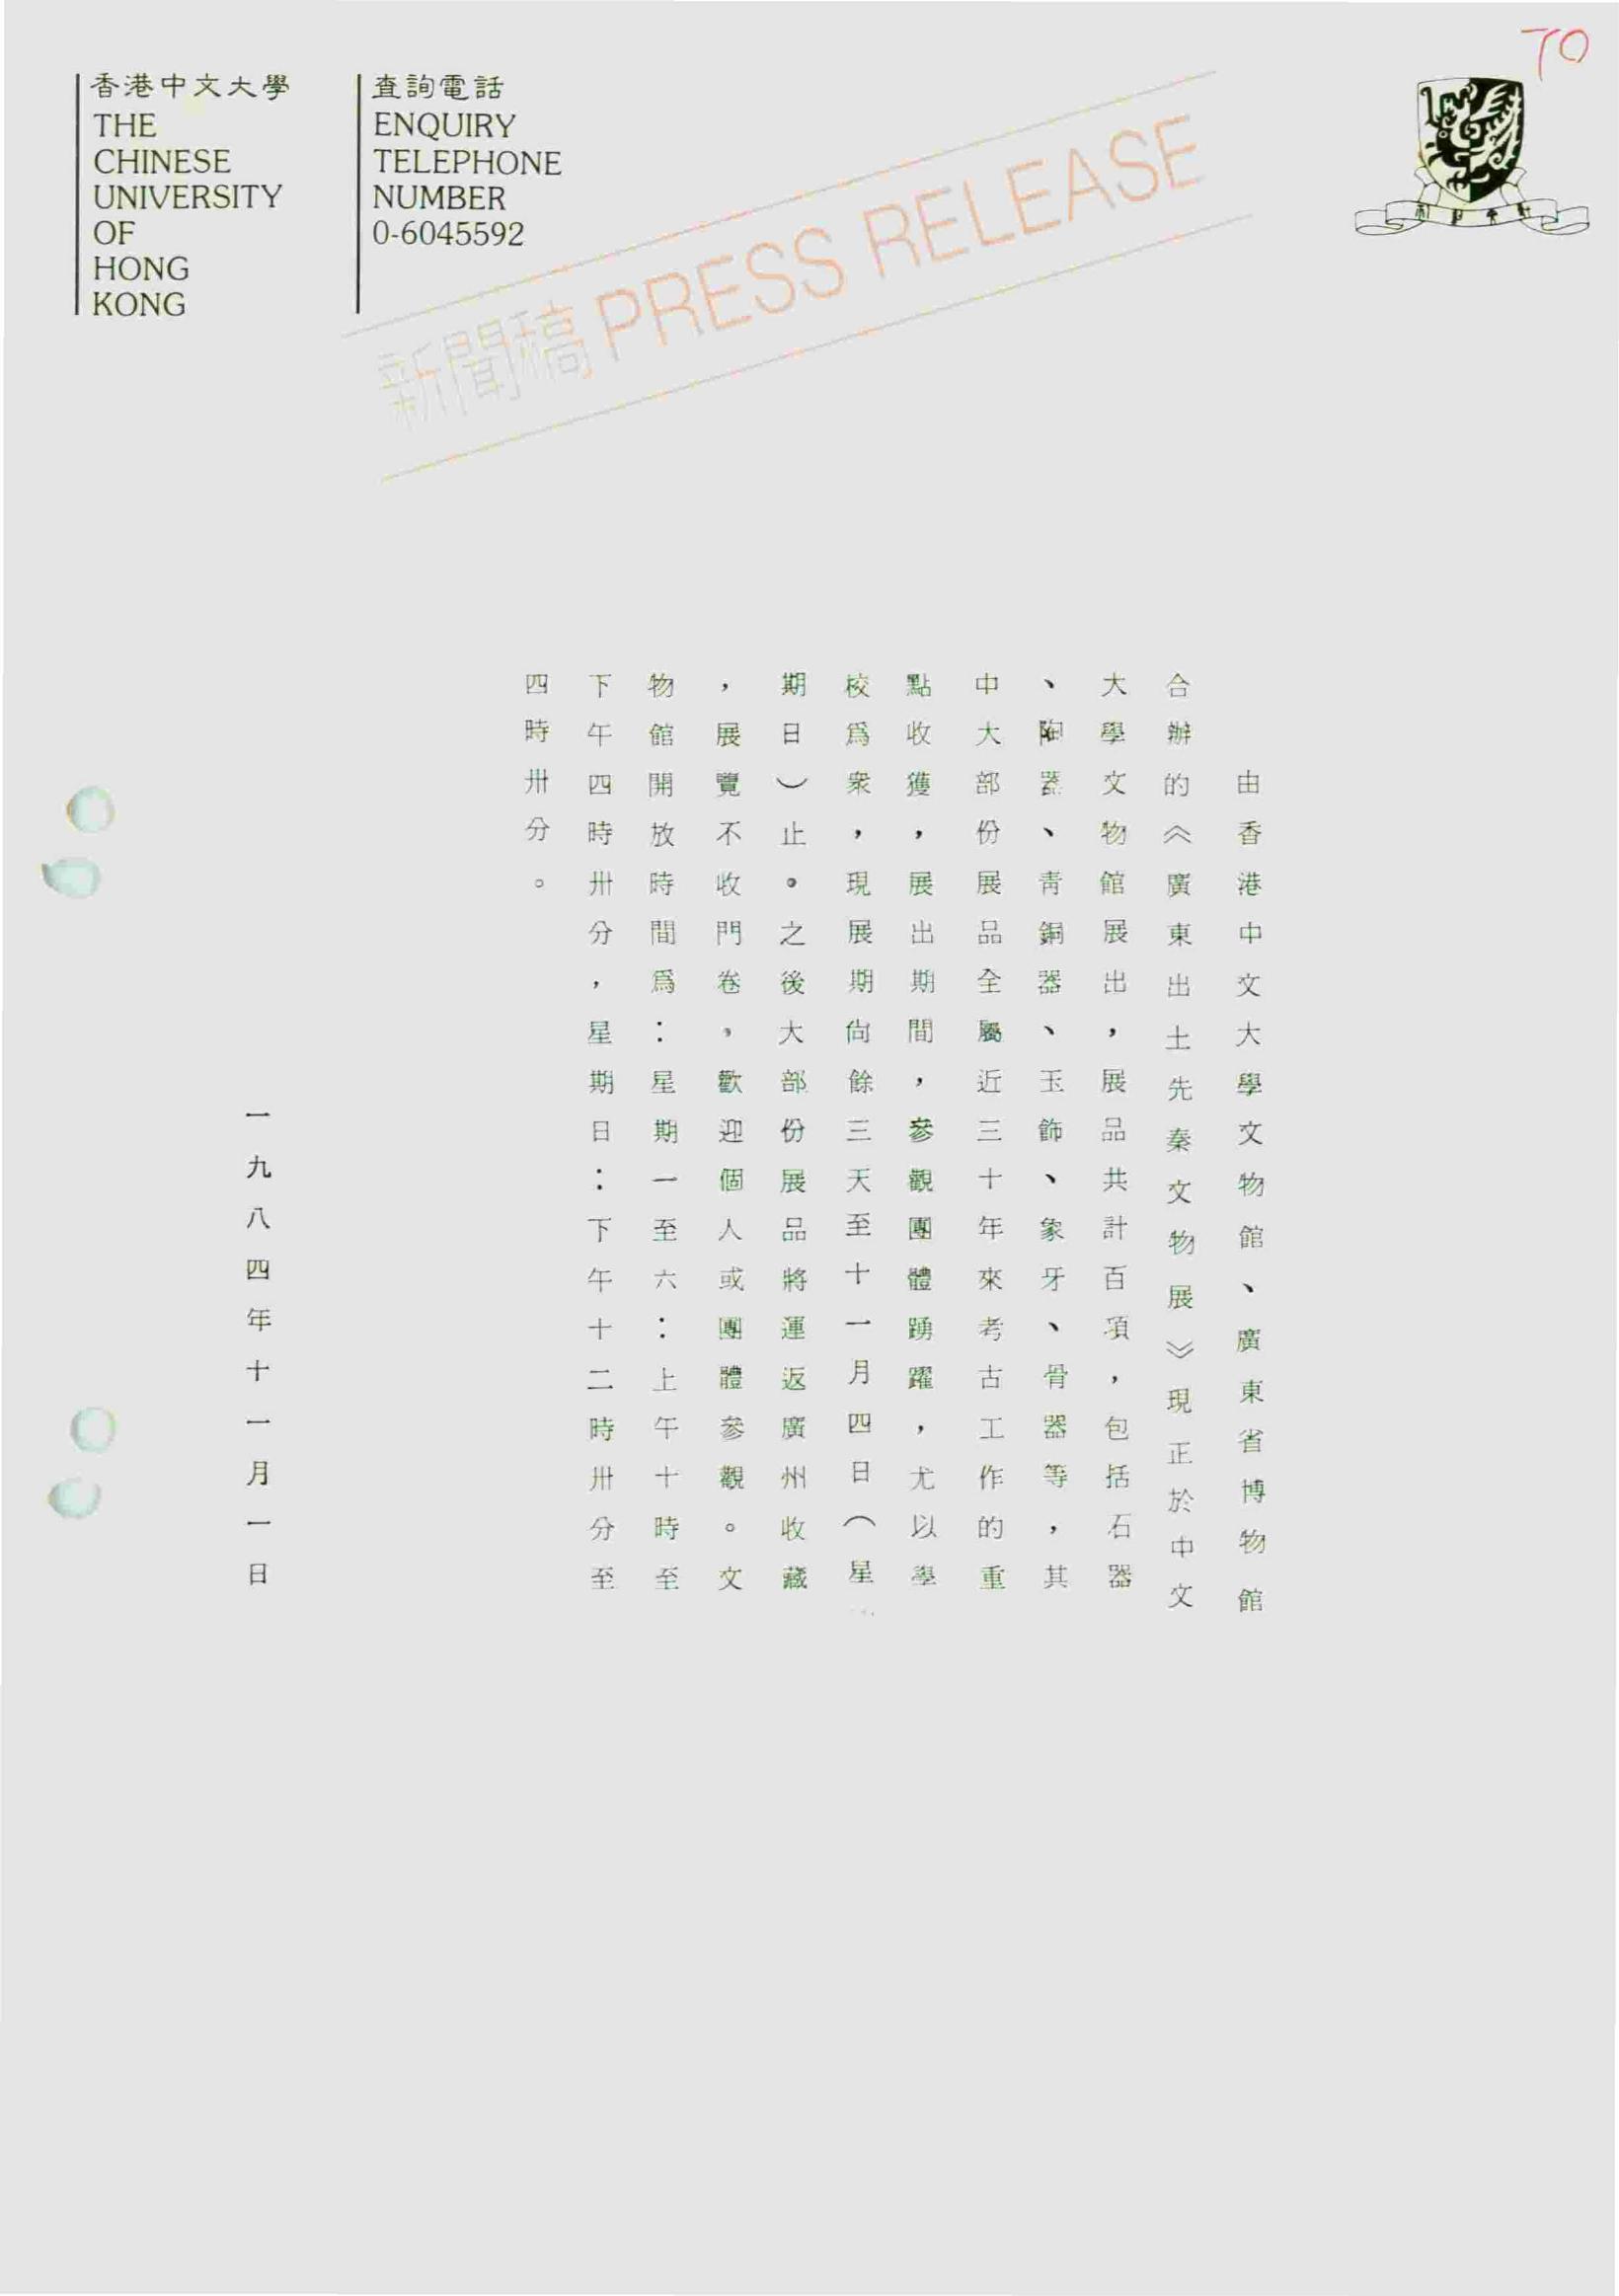 70
香港中文大學
THE
CHINESE
UNIVERSITY
OF
HONG
KONG
查詢電話
ENQUIRY
TELEPHONE
NUMBER
0-6045592
新聞稿 PRESS RELEASE
由香港中文大學文物館、廣東省博物館
合辦的《廣東出土先秦文物展》現正於中文
大學文物館展出，展品共計百項，包括石器
、陶器、青銅器、玉飾、象牙、骨器等，其
中大部份展品全屬近三十年來考古工作的重
點收獲，展出期間，參觀團體踴躍，尤以學
校爲衆，現展期尚餘三天至十一月四日（星
期日）止。之後大部份展品將運返廣州收藏
，展覽不收門卷，歡迎個人或團體參觀。文
物館開放時間爲：星期一至六：上午十時至
下午四時卅分，星期日：下午十二時卅分至
四時卅分。
一九八四年十一月一日